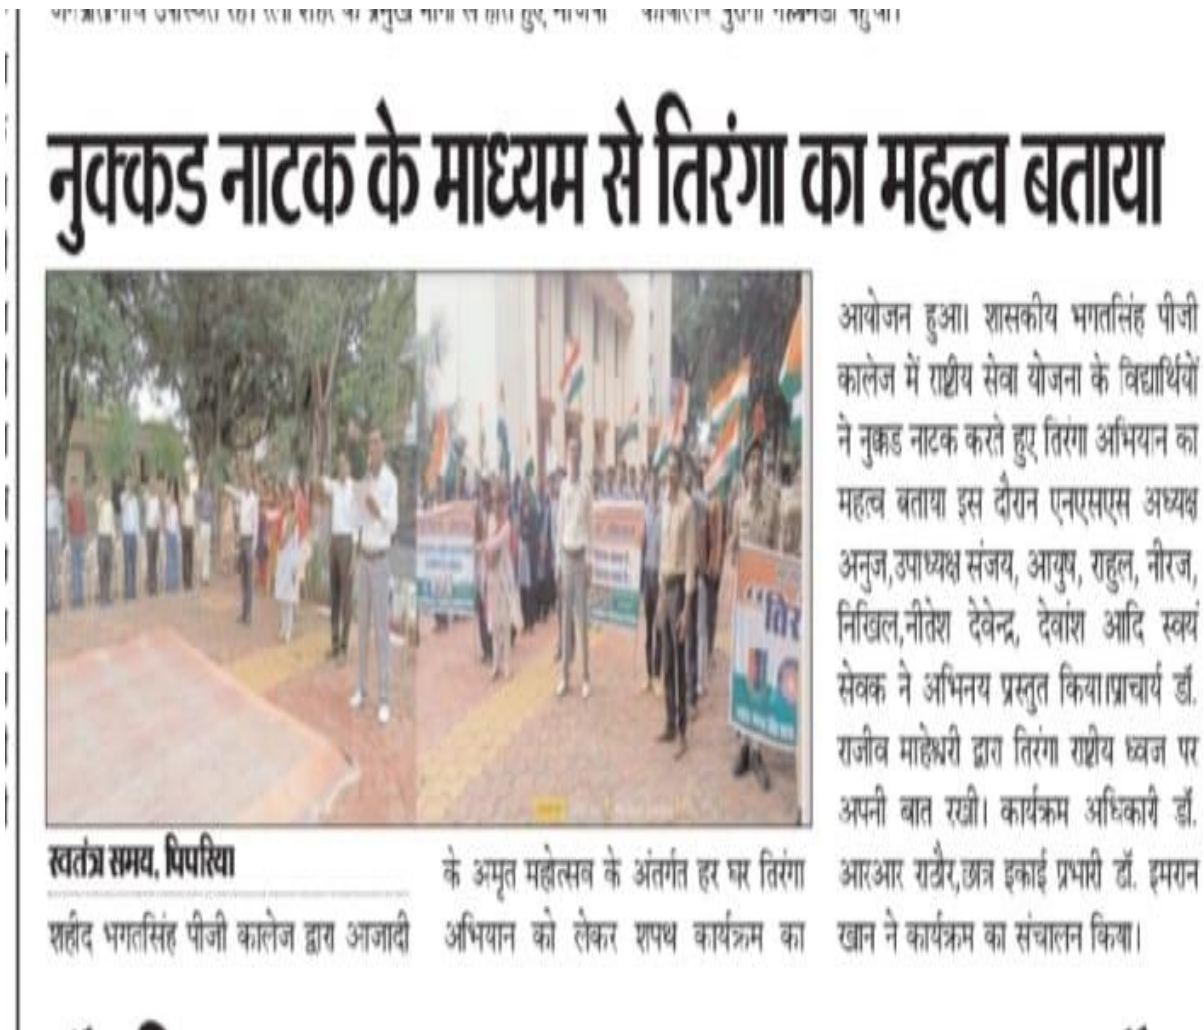 नुक्कड नाटक के माध्यम से तिरंगा का महत्व बताया
स्वतंत्र समय, पिपरिया
शहीद भगतसिंह पीजी कालेज द्वारा आजादी
के अमृत महोत्सव के अंतर्गत हर घर तिरंगा
अभियान को लेकर शपथ कार्यक्रम का
आयोजन हुआ। शासकीय भगतसिंह पीजी
कालेज में राष्ट्रीय सेवा योजना के विद्यार्थियों
ने नुक्कड नाटक करते हुए तिरंगा अभियान का
महत्व बताया इस दौरान एनएसएस अध्यक्ष
अनुज,उपाध्यक्ष संजय, आयुष, राहुल, नीरज,
निखिल,नीतेश देवेन्द्र, देवांश आदि स्वयं
सेवक ने अभिनय प्रस्तुत किया।प्राचार्य डॉ.
राजीव माहेश्वरी द्वारा तिरंगा राष्ट्रीय ध्वज पर
अपनी बात रखी। कार्यक्रम अधिकारी डॉ.
आरआर राठौर,छात्र इकाई प्रभारी डॉ. इमरान
खान ने कार्यक्रम का संचालन किया।